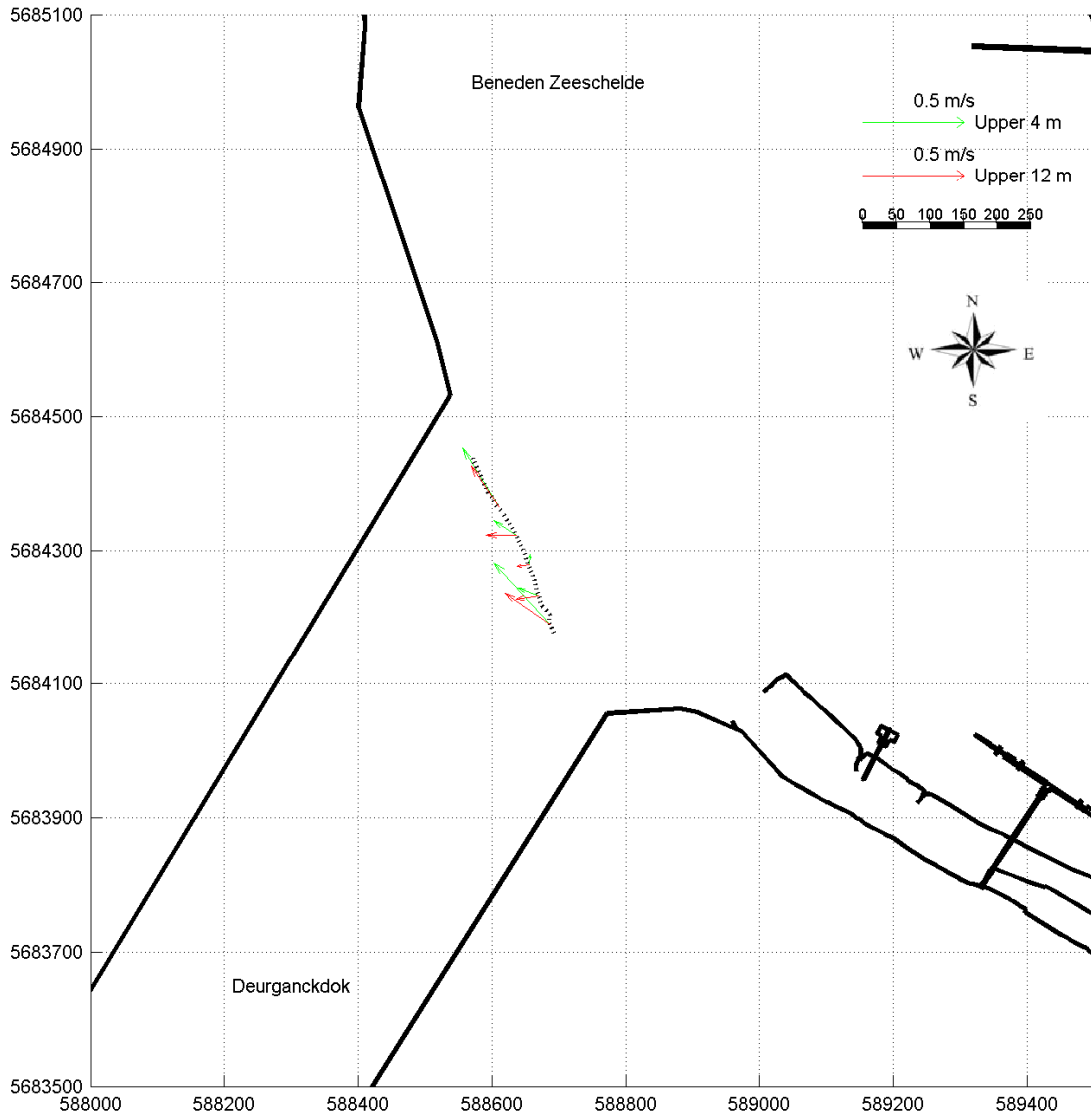 5685100
Beneden Zeeschelde
0.5 m/s
Upper 4 m
5684900
0.5 m/s
Upper 12 m
0 50 100 150 200 250
5684700
N
W E
S
5684500
5684300
5684100
5683900
5683700
Deurganckdok
5683500
588000 588200 588400 588600 588800 589000 589200 589400